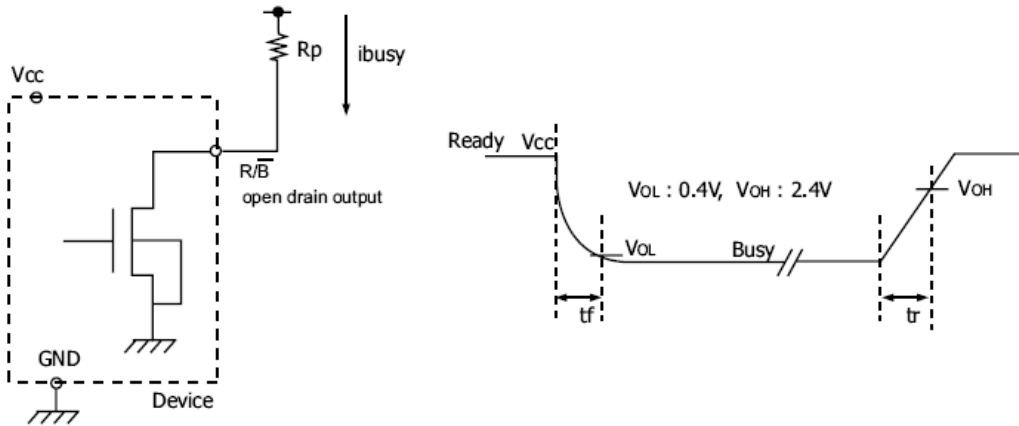 Rp
ibusy
Vcc
R/B̅
open drain output
GND
Device
Ready Vcc
VOL : 0.4V, VOH : 2.4V
VOH
VOL
Busy
tf
tr